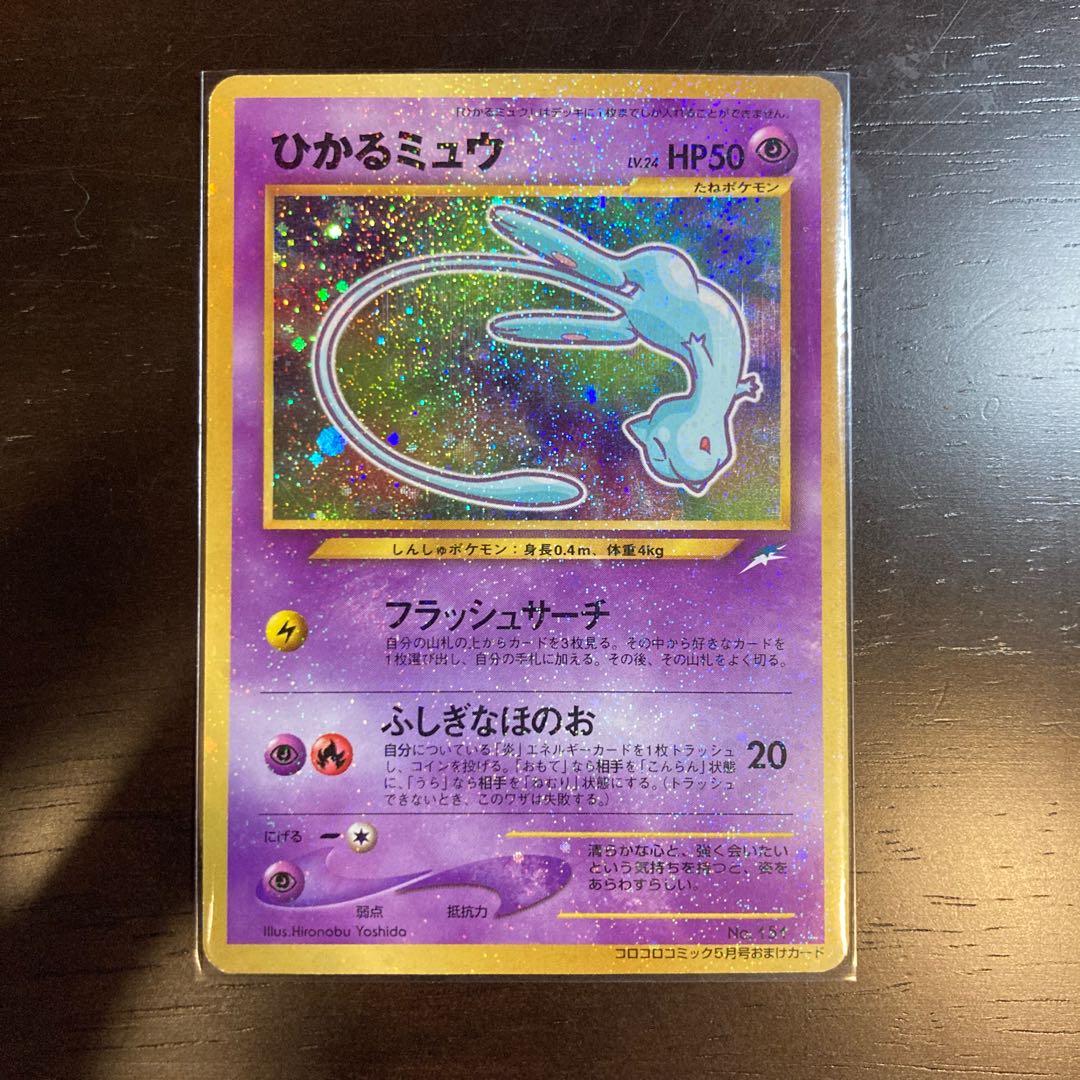 「ひかるミュウ」はデッキに1枚までしか入れることができません。
ひかるミュウ LV.24 HP50
たねポケモン
しんしゅポケモン：身長0.4m、体重4kg
フラッシュサーチ
自分の山札の上からカードを3枚見る。その中から好きなカードを
1枚選び出し、自分の手札に加える。その後、その山札をよく切る。
ふしぎなほのお
自分についている「炎」エネルギーカードを1枚トラッシュ
し、コインを投げる。「おもて」なら相手を「こんらん」状態
に、「うら」なら相手を「ねむり」状態にする。(トラッシュ
できないとき、このワザは失敗する。)
20
にげる
弱点 抵抗力
清らかな心と、強く会いたい
という気持ちを持つと、姿を
あらわすらしい。
Illus.Hironobu Yoshida
No. 151
コロコロコミック5月号おまけカード